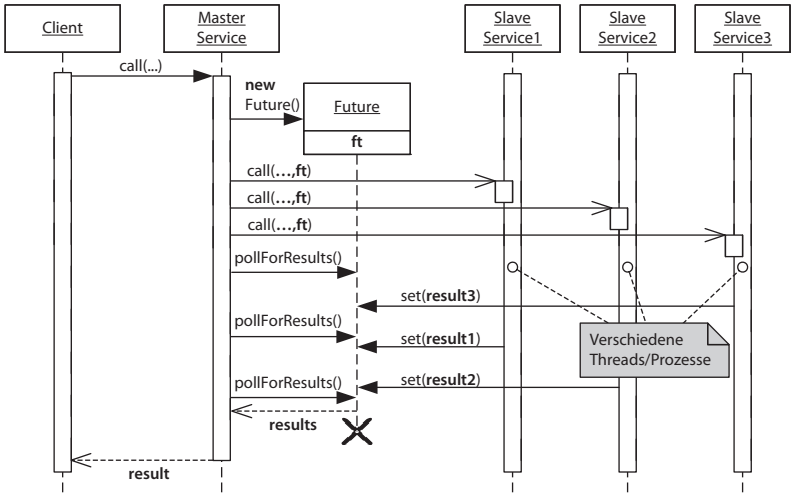 Client
Master
Service
Slave
Service1
Slave
Service2
Slave
Service3
call(...)
new
Future()
Future
ft
call(...,ft)
call(...,ft)
call(...,ft)
pollForResults()
set(result3)
pollForResults()
set(result1)
Verschiedene
Threads/Prozesse
pollForResults()
set(result2)
results
result